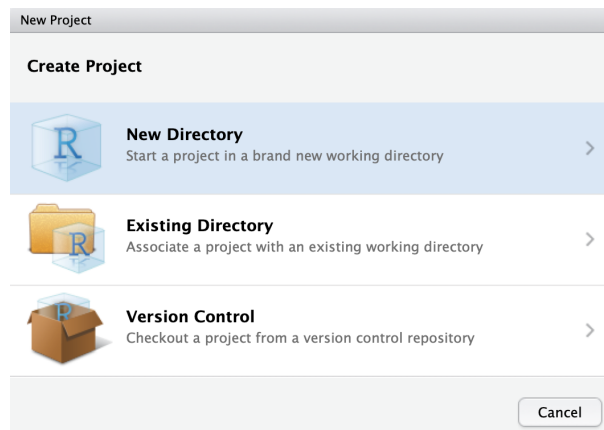 New Project
Create Project
R
New Directory
Start a project in a brand new working directory
R
Existing Directory
Associate a project with an existing working directory
R
Version Control
Checkout a project from a version control repository
Cancel